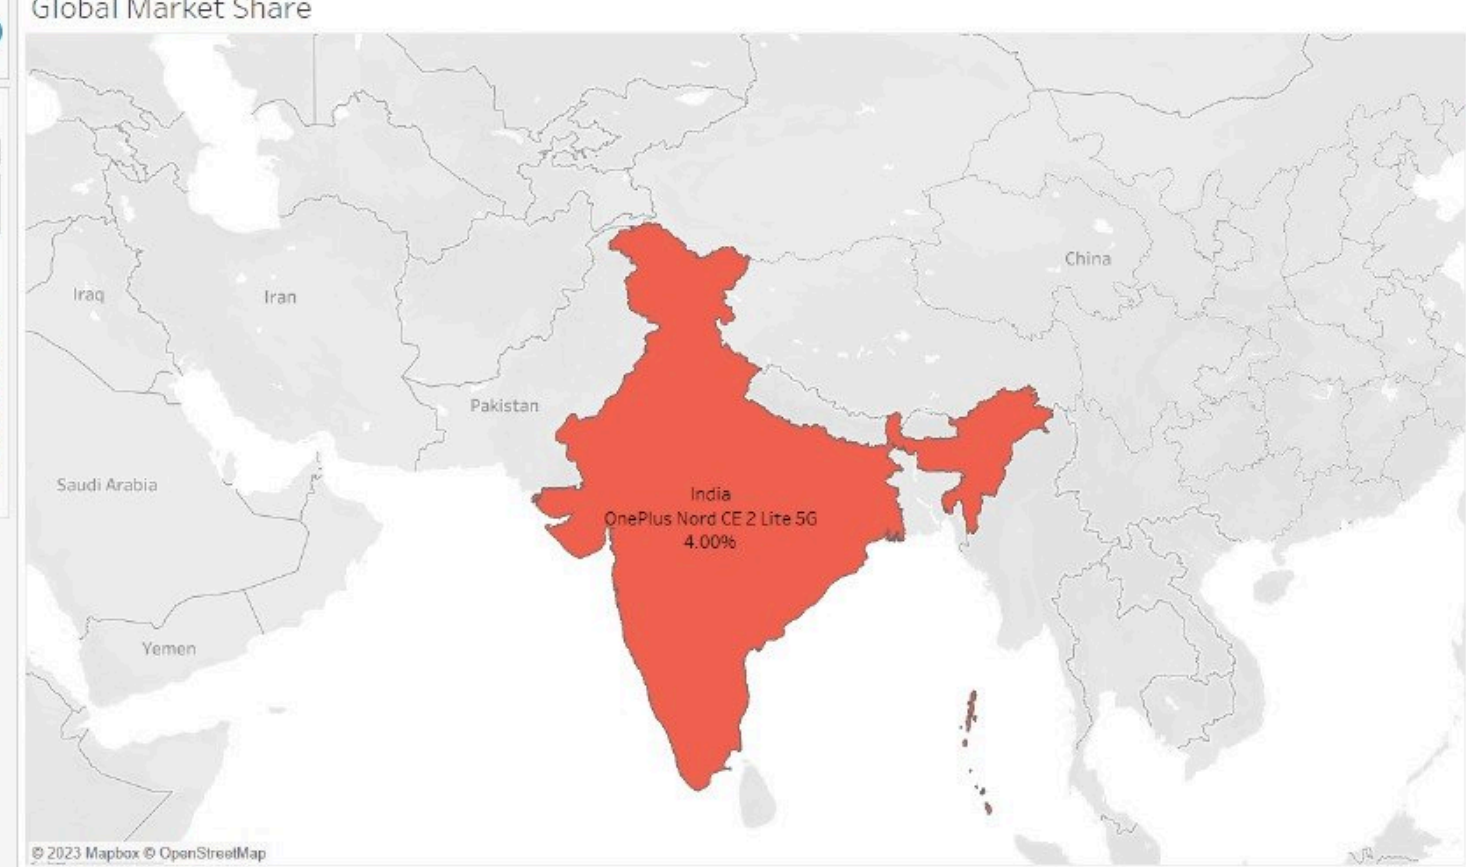 Global Market Share
China
Iraq
Iran
Pakistan
Saudi Arabia
India
OnePlus Nord CE 2 Lite 5G
4.00%
Yemen
© 2023 Mapbox © OpenStreetMap